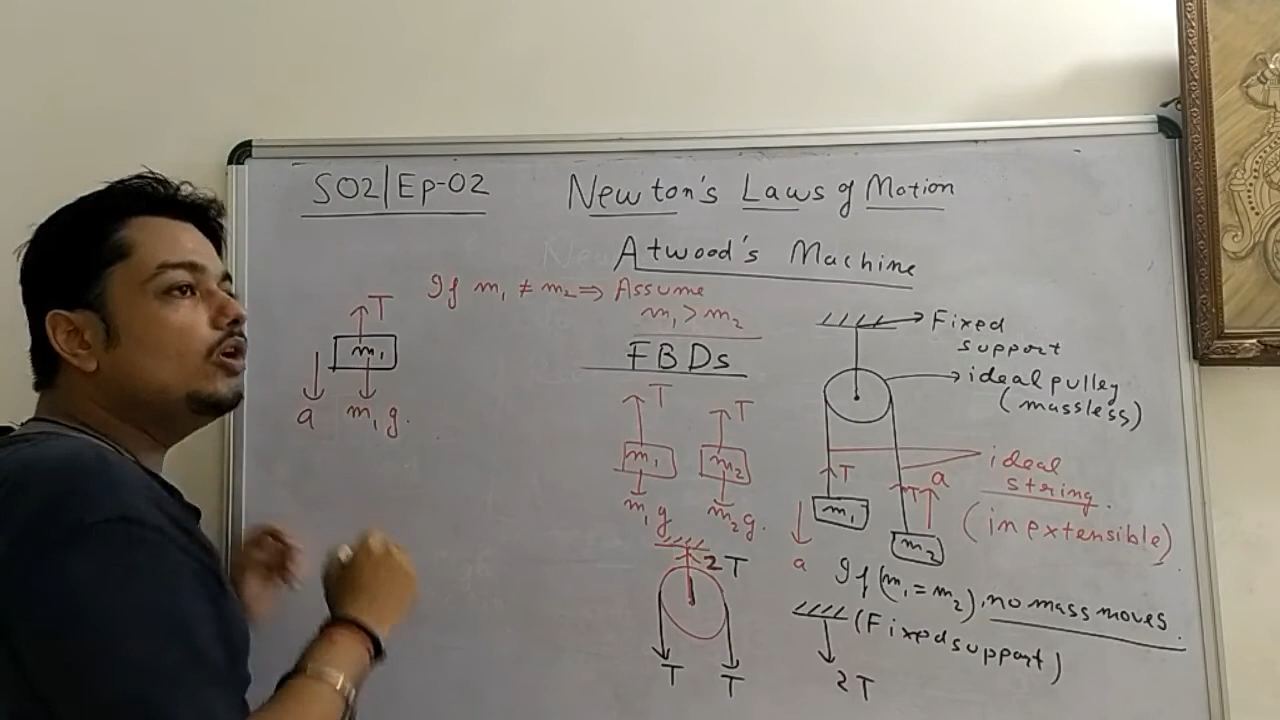 S02/Ep-02
Newton's Laws of Motion
Atwood's Machine
If m₁ ≠ m₂ ⇒ Assume
m₁ > m₂
T
m₁
a
m₁g.
FBDs
T
T
m₁
m₂
m₁g
m₂g.
2T
T
T
Fixed
support
ideal pulley
(massless)
ideal
string.
(inextensible)
T
T
a
m₁
m₂
a
If (m₁ = m₂), no mass moves.
(Fixed support)
2T